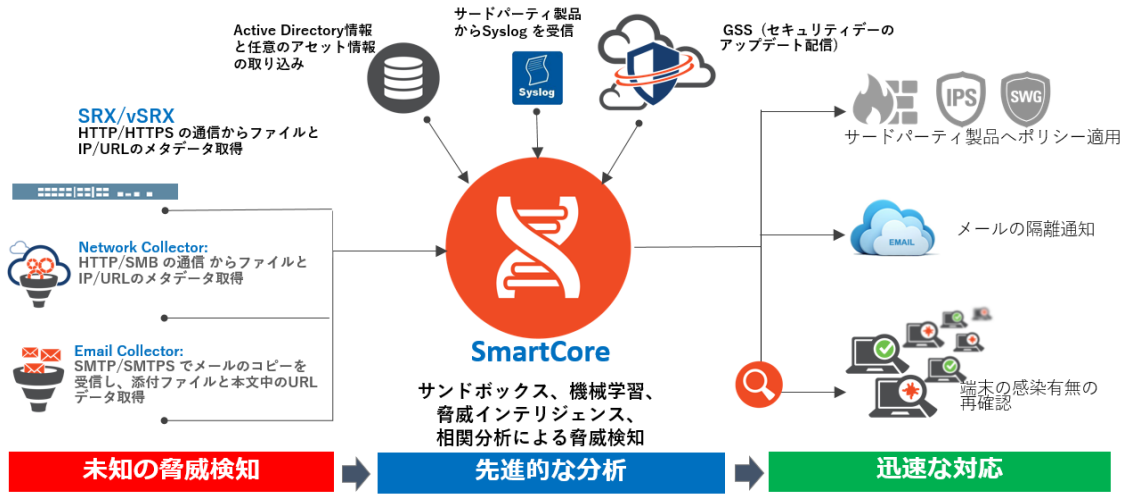 Active Directory情報
と任意のアセット情報
の取り込み
サードパーティ製品
からSyslog を受信
Syslog
GSS（セキュリティデーの
アップデート配信）
SRX/vSRX
HTTP/HTTPS の通信からファイルと
IP/URLのメタデータ取得
Network Collector:
HTTP/SMB の通信 からファイルと
IP/URLのメタデータ取得
Email Collector:
SMTP/SMTPS でメールのコピーを
受信し、添付ファイルと本文中のURL
データ取得
SmartCore
サンドボックス、機械学習、
脅威インテリジェンス、
相関分析による脅威検知
IPS
SWG
サードパーティ製品へポリシー適用
EMAIL
メールの隔離通知
端末の感染有無の
再確認
未知の脅威検知
先進的な分析
迅速な対応